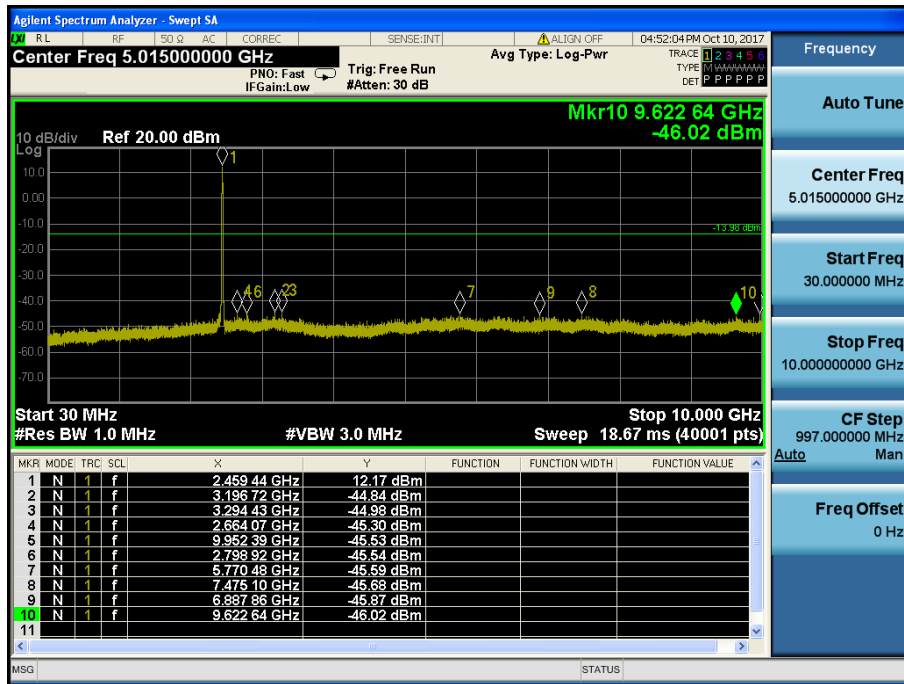 Agilent Spectrum Analyzer - Swept SA
LXI RL RF 50 Ω AC CORREC SENSE:INT ALIGN OFF 04:52:04 PM Oct 10, 2017
Center Freq 5.015000000 GHz
PNO: Fast
IFGain:Low
Trig: Free Run
#Atten: 30 dB
Avg Type: Log-Pwr
TRACE 1 2 3 4 5 6
TYPE M WWWWW
DET P P P P P P
Frequency
Auto Tune
Center Freq
5.015000000 GHz
Start Freq
30.000000 MHz
Stop Freq
10.000000000 GHz
CF Step
997.000000 MHz
Auto Man
Freq Offset
0 Hz
Mkr10 9.622 64 GHz
-46.02 dBm
10 dB/div Ref 20.00 dBm
Log
1
10.0
0.00
-10.0
-13.98 dBm
-20.0
-30.0
4 6 2 3 7 9 8 10
-40.0
-50.0
-60.0
-70.0
Start 30 MHz Stop 10.000 GHz
#Res BW 1.0 MHz #VBW 3.0 MHz Sweep 18.67 ms (40001 pts)
MKR MODE TRC SCL X Y FUNCTION FUNCTION WIDTH FUNCTION VALUE
1 N 1 f 2.459 44 GHz 12.17 dBm
2 N 1 f 3.196 72 GHz -44.84 dBm
3 N 1 f 3.294 43 GHz -44.98 dBm
4 N 1 f 2.664 07 GHz -45.30 dBm
5 N 1 f 9.952 39 GHz -45.53 dBm
6 N 1 f 2.798 92 GHz -45.54 dBm
7 N 1 f 5.770 48 GHz -45.59 dBm
8 N 1 f 7.475 10 GHz -45.68 dBm
9 N 1 f 6.887 86 GHz -45.87 dBm
10 N 1 f 9.622 64 GHz -46.02 dBm
11
MSG STATUS